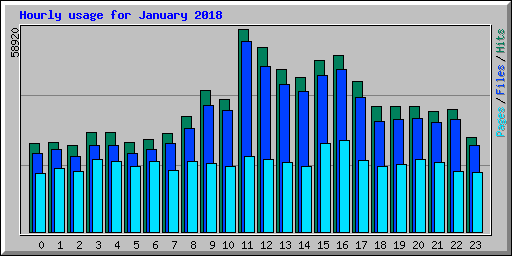 Hourly usage for January 2018
58920
Pages / Files / Hits
0 1 2 3 4 5 6 7 8 9 10 11 12 13 14 15 16 17 18 19 20 21 22 23